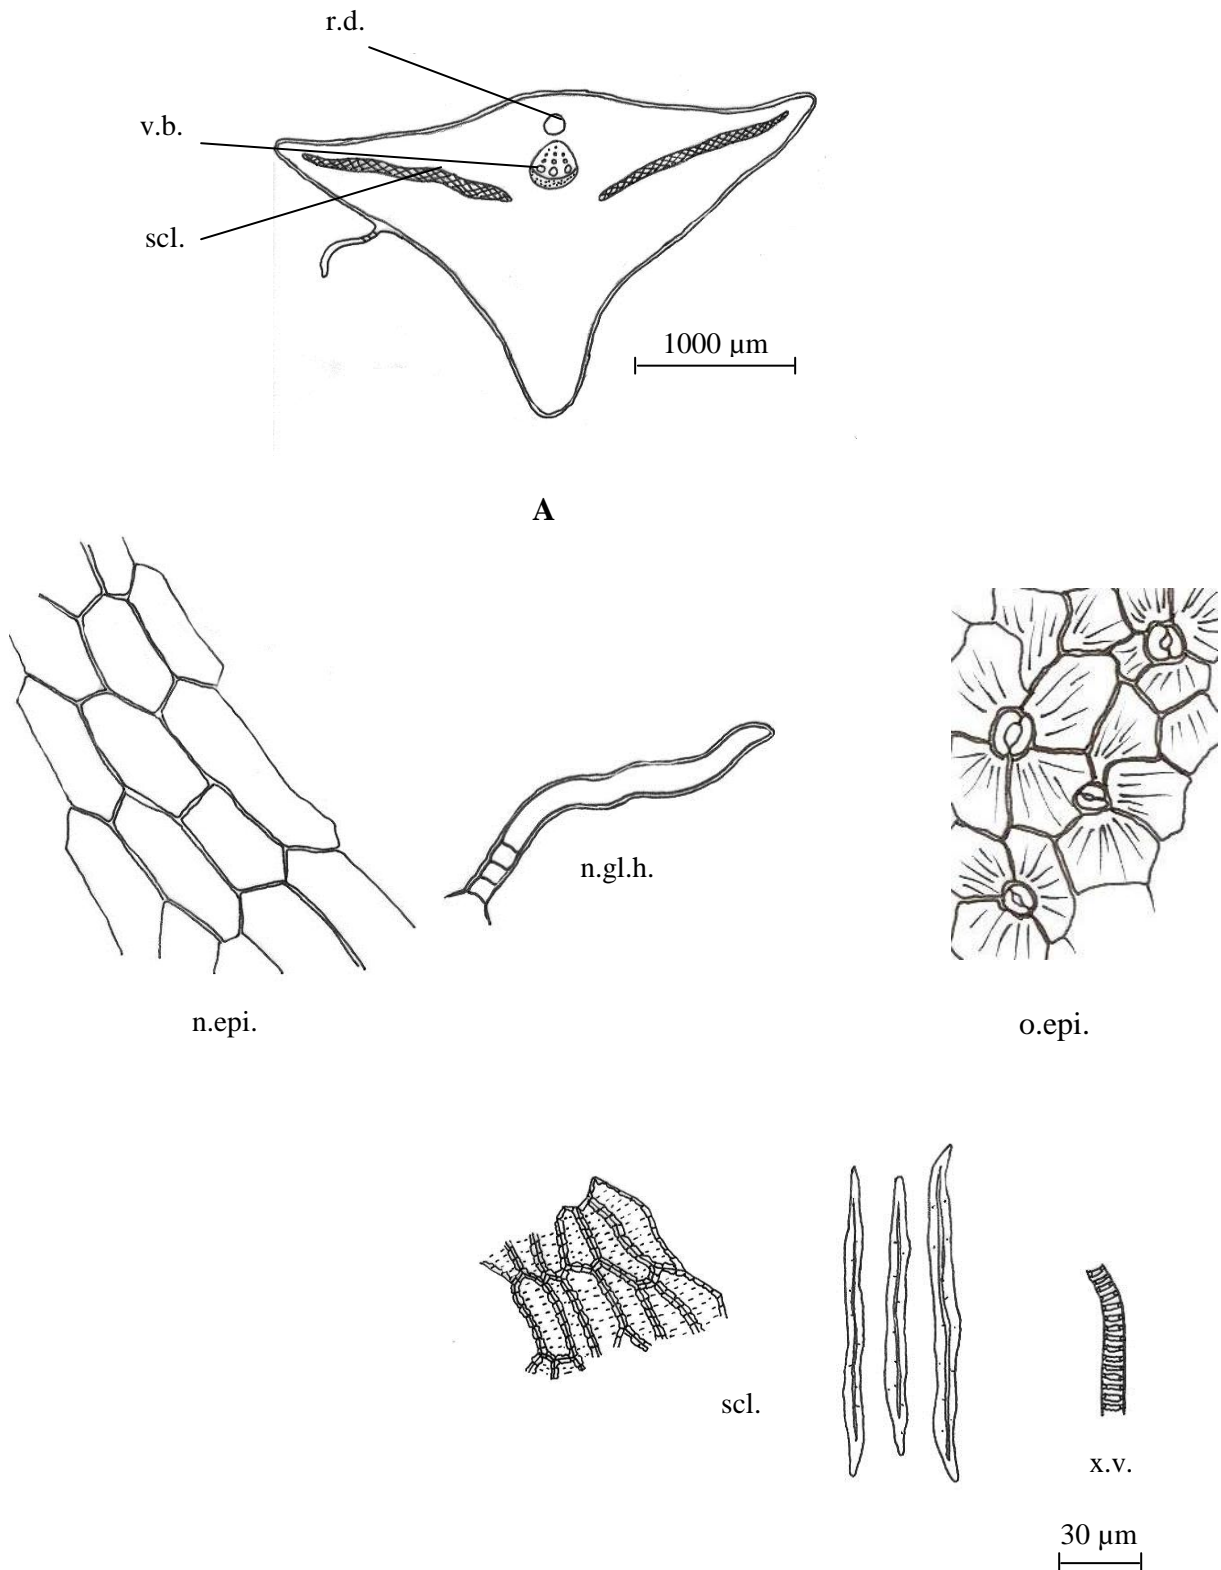 r.d.
v.b.
scl.
1000 µm
A
n.gl.h.
n.epi.
o.epi.
scl.
x.v.
30 µm